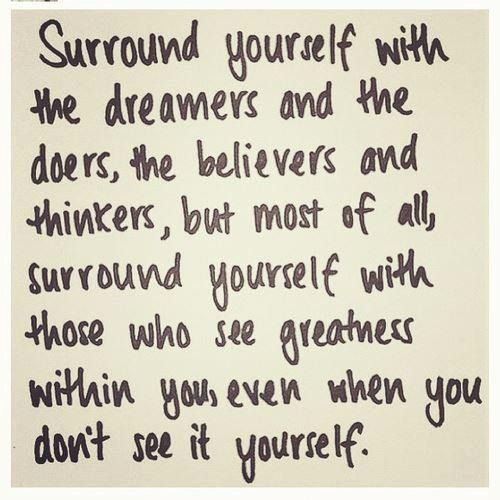 Surround yourself with
the dreamers and the
doers, the believers and
thinkers, but most of all,
surround yourself with
those who see greatness
within you, even when you
don't see it yourself.